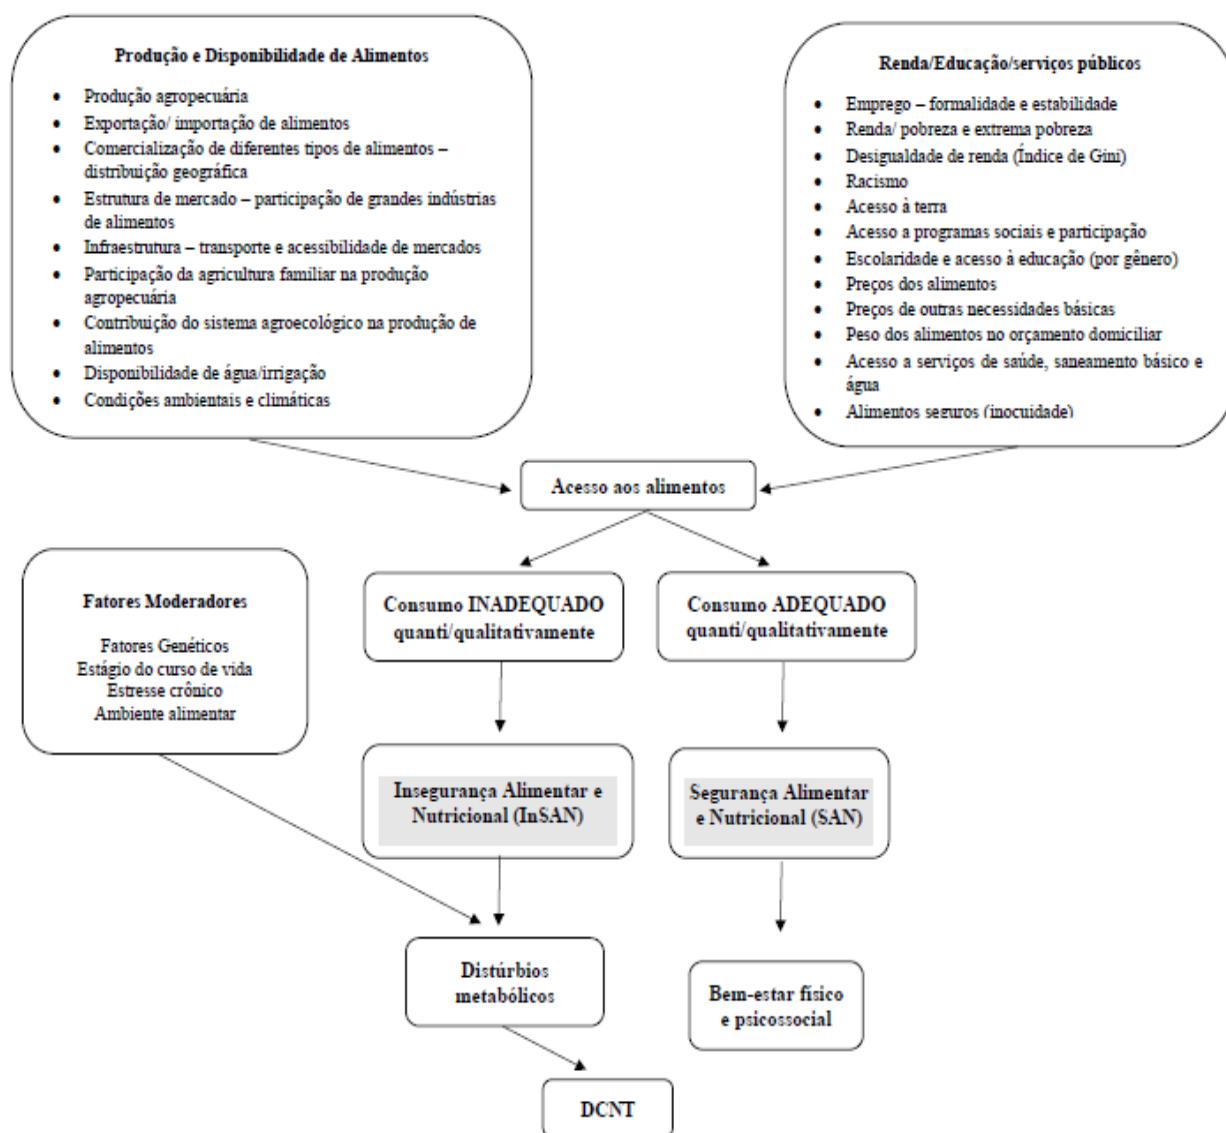 Produção e Disponibilidade de Alimentos
• Produção agropecuária
• Exportação/ importação de alimentos
• Comercialização de diferentes tipos de alimentos –
distribuição geográfica
• Estrutura de mercado – participação de grandes indústrias
de alimentos
• Infraestrutura – transporte e acessibilidade de mercados
• Participação da agricultura familiar na produção
agropecuária
• Contribuição do sistema agroecológico na produção de
alimentos
• Disponibilidade de água/irrigação
• Condições ambientais e climáticas
Renda/Educação/serviços públicos
• Emprego – formalidade e estabilidade
• Renda/ pobreza e extrema pobreza
• Desigualdade de renda (Índice de Gini)
• Racismo
• Acesso à terra
• Acesso a programas sociais e participação
• Escolaridade e acesso à educação (por gênero)
• Preços dos alimentos
• Preços de outras necessidades básicas
• Peso dos alimentos no orçamento domiciliar
• Acesso a serviços de saúde, saneamento básico e
água
• Alimentos seguros (inocuidade)
Acesso aos alimentos
Fatores Moderadores
Fatores Genéticos
Estágio do curso de vida
Estresse crônico
Ambiente alimentar
Consumo INADEQUADO
quanti/qualitativamente
Consumo ADEQUADO
quanti/qualitativamente
Insegurança Alimentar e
Nutricional (InSAN)
Segurança Alimentar
e Nutricional (SAN)
Distúrbios
metabólicos
Bem-estar físico
e psicossocial
DCNT